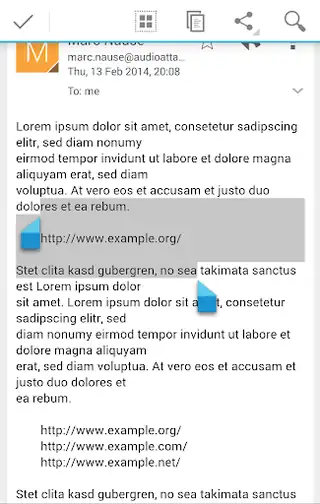 M
Marc Nause
marc.nause@audioatta...
Thu, 13 Feb 2014, 20:08
To: me
Lorem ipsum dolor sit amet, consetetur sadipscing
elitr, sed diam nonumy
eirmod tempor invidunt ut labore et dolore magna
aliquyam erat, sed diam
voluptua. At vero eos et accusam et justo duo
dolores et ea rebum.
http://www.example.org/
Stet clita kasd gubergren, no sea takimata sanctus
est Lorem ipsum dolor
sit amet. Lorem ipsum dolor sit amet, consetetur
sadipscing elitr, sed
diam nonumy eirmod tempor invidunt ut labore et
dolore magna aliquyam
erat, sed diam voluptua. At vero eos et accusam et
justo duo dolores et
ea rebum.
http://www.example.org/
http://www.example.com/
http://www.example.net/
Stet clita kasd gubergren, no sea takimata sanctus